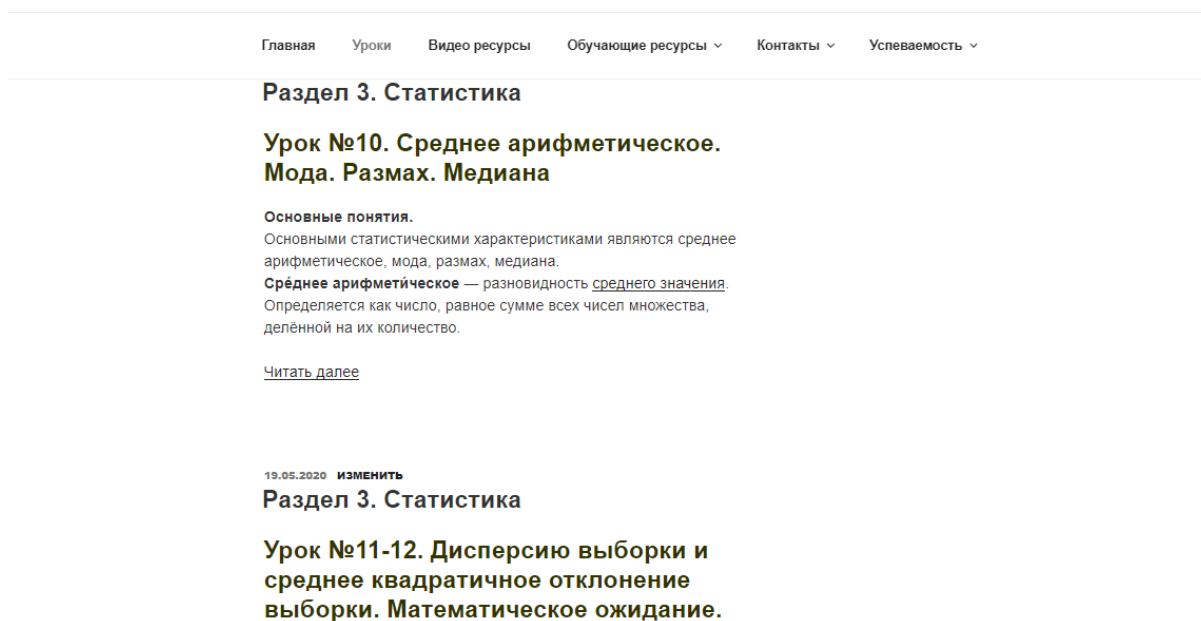 Главная Уроки Видео ресурсы Обучающие ресурсы Контакты Успеваемость
Раздел 3. Статистика
Урок №10. Среднее арифметическое.
Мода. Размах. Медиана
Основные понятия.
Основными статистическими характеристиками являются среднее
арифметическое, мода, размах, медиана.
Сре́днее арифмети́ческое — разновидность среднего значения.
Определяется как число, равное сумме всех чисел множества,
делённой на их количество.
Читать далее
19.05.2020 ИЗМЕНИТЬ
Раздел 3. Статистика
Урок №11-12. Дисперсию выборки и
среднее квадратичное отклонение
выборки. Математическое ожидание.